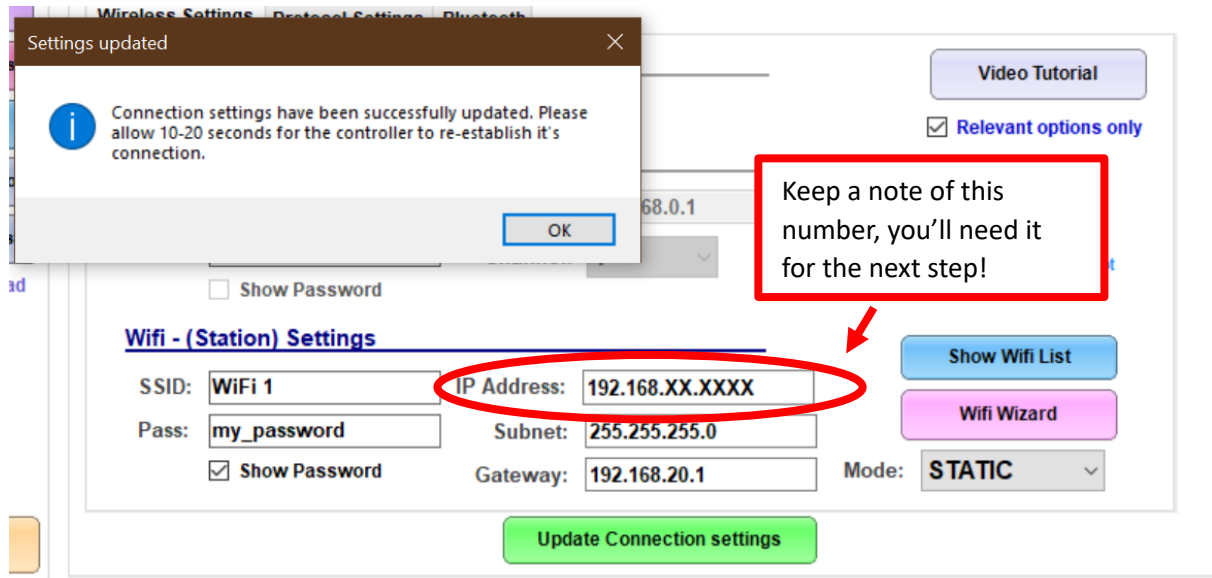 Wireless Settings Protocol Settings Bluetooth
Settings updated
Video Tutorial
Connection settings have been successfully updated. Please
allow 10-20 seconds for the controller to re-establish it's
connection.
Relevant options only
Keep a note of this
number, you'll need it
for the next step!
68.0.1
OK
ad
Show Password
Wifi - (Station) Settings
Show Wifi List
SSID: WiFi 1 IP Address: 192.168.XX.XXXX
Wifi Wizard
Pass: my_password Subnet: 255.255.255.0
Show Password Gateway: 192.168.20.1 Mode: STATIC
Update Connection settings